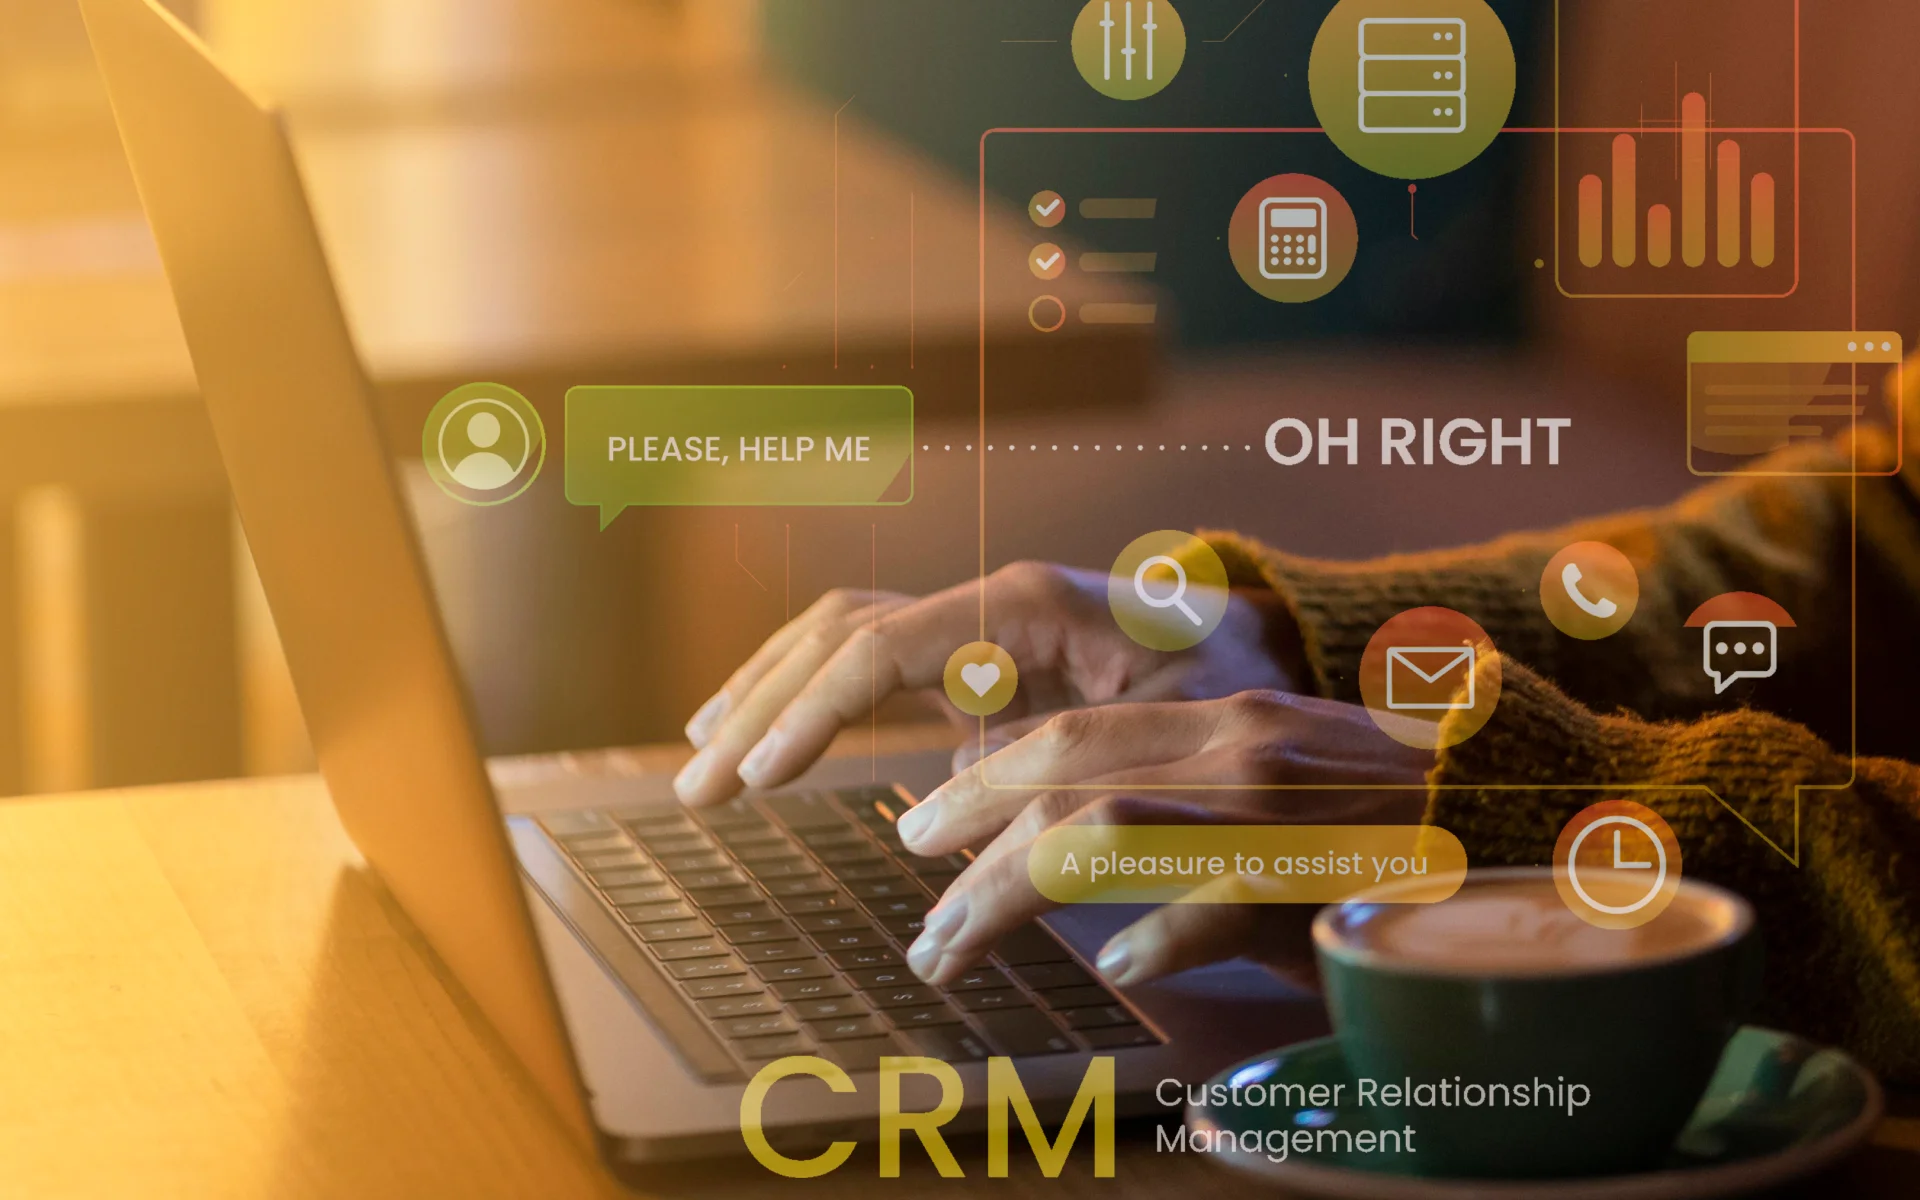 PLEASE, HELP ME
OH RIGHT
A pleasure to assist you
CRM
Customer Relationship
Management